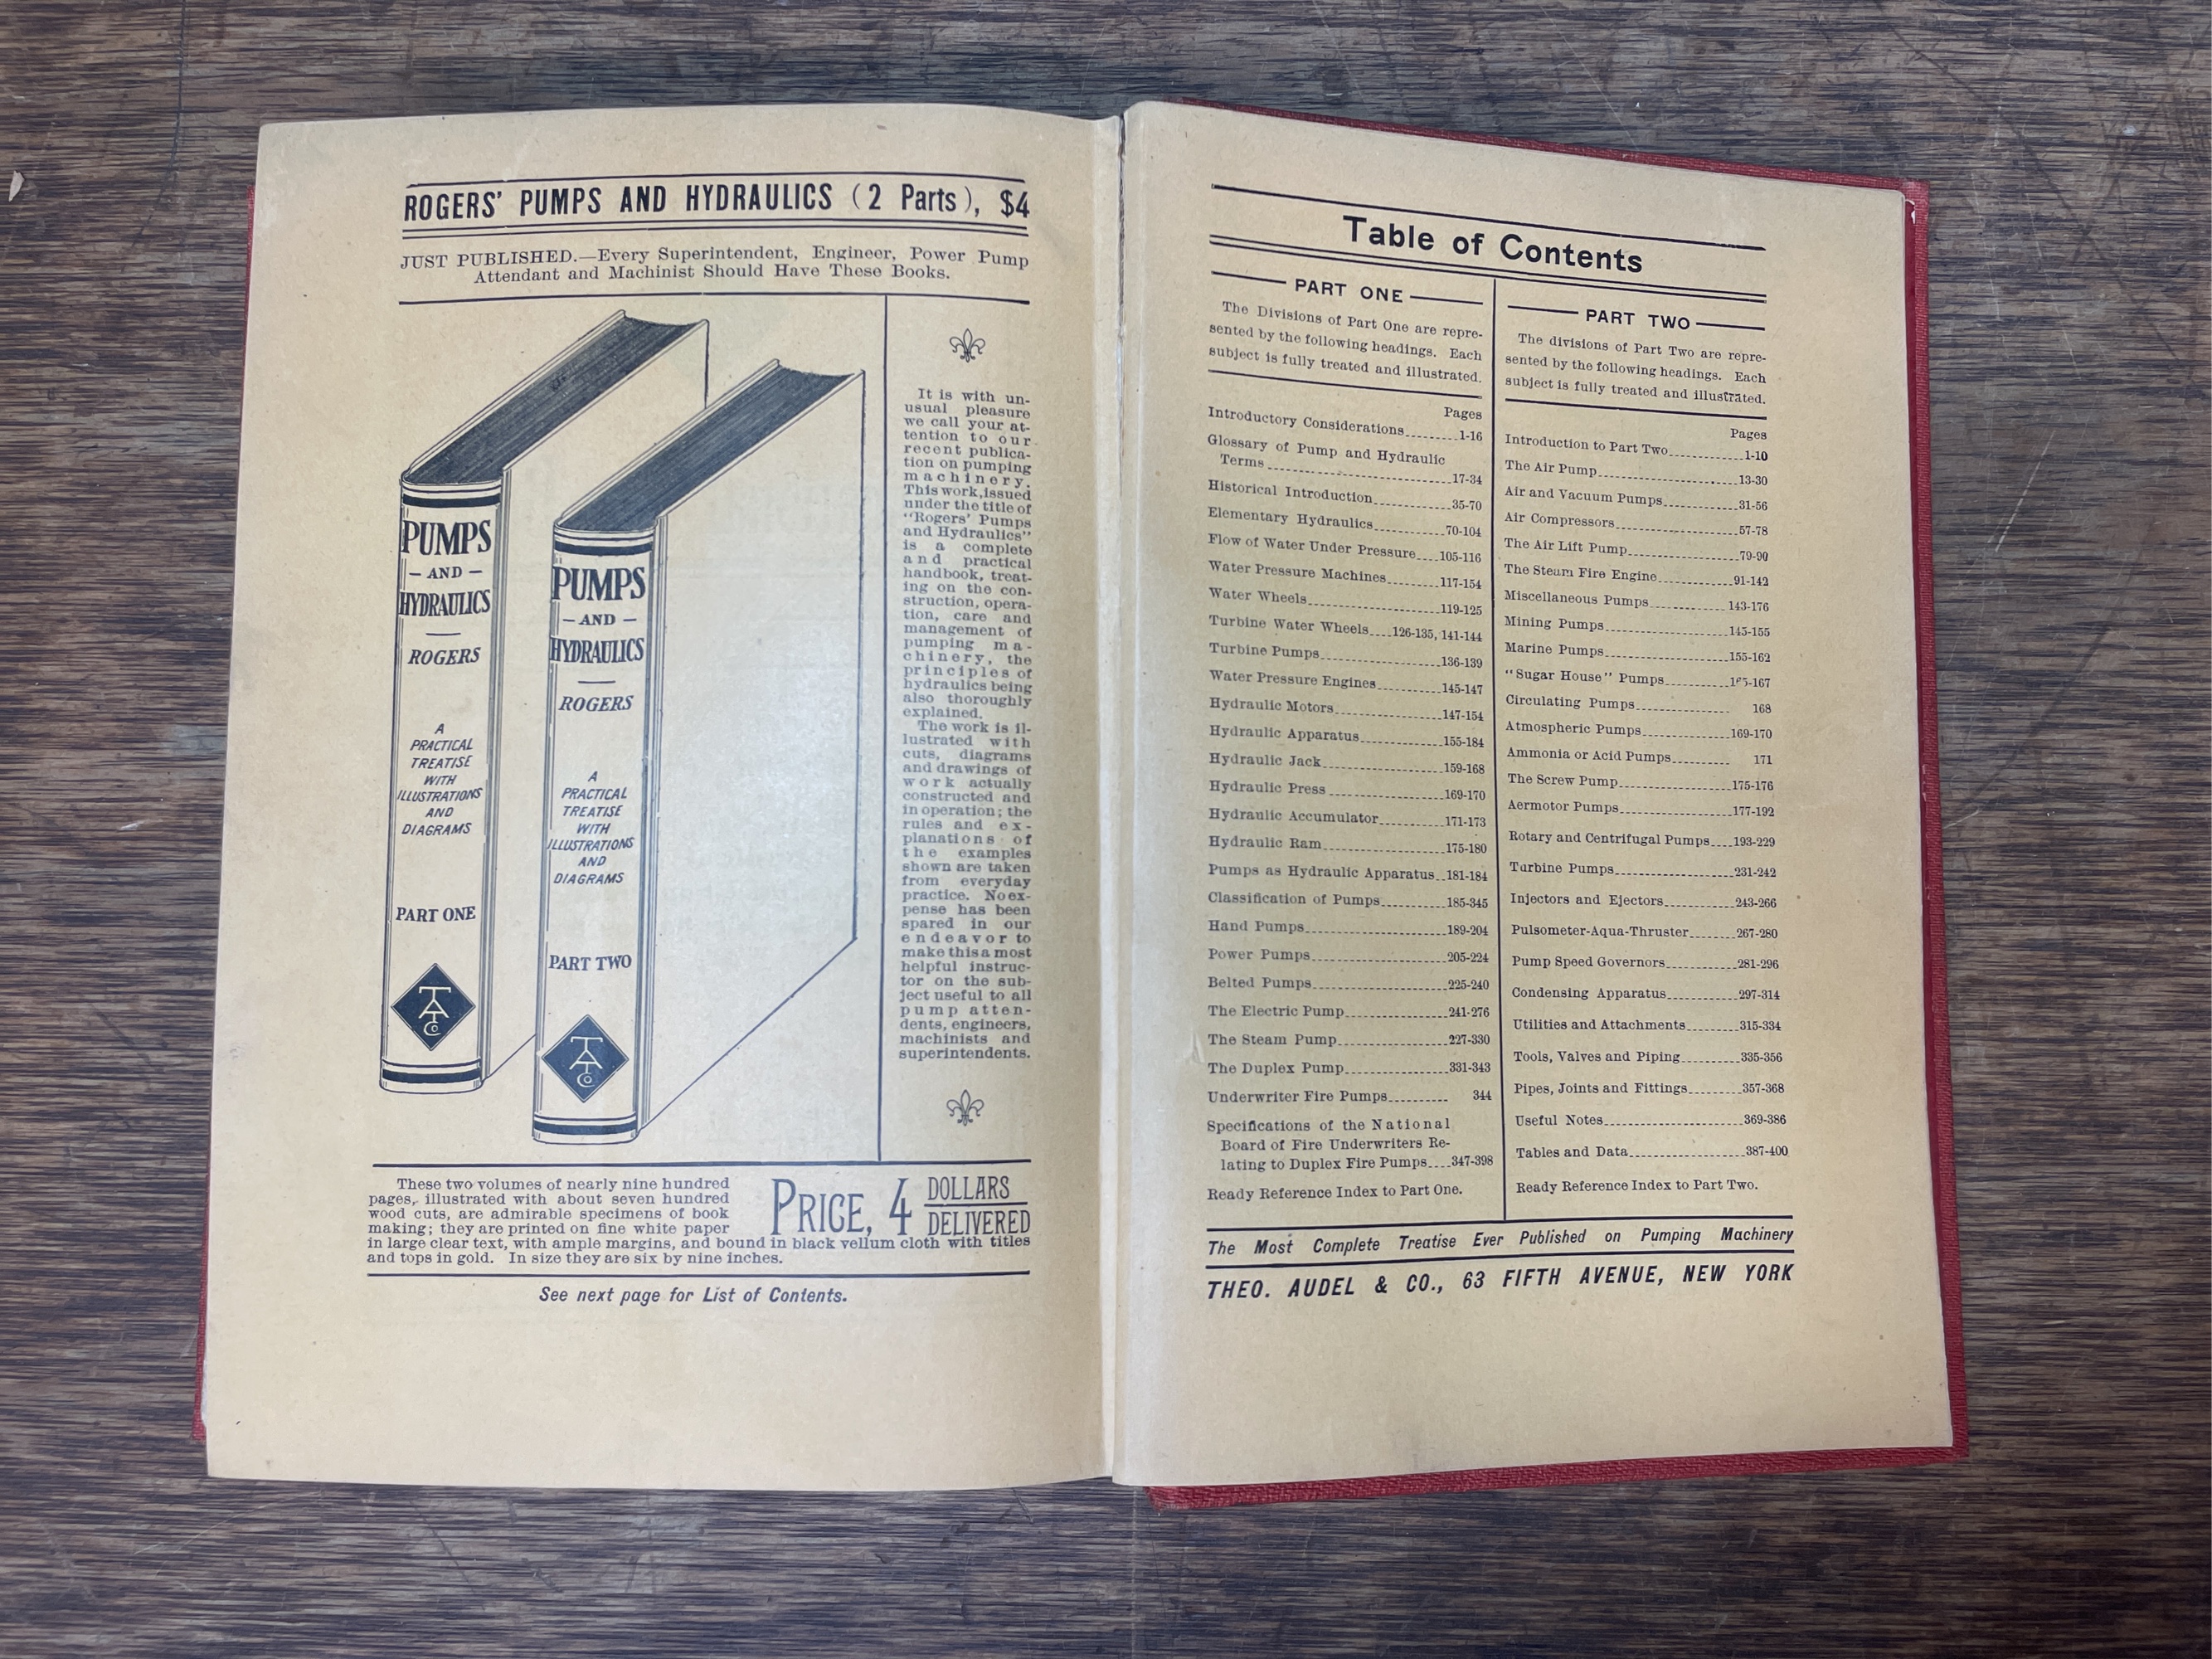 ROGERS' PUMPS AND HYDRAULICS (2 Parts), $4
JUST PUBLISHED.—Every Superintendent, Engineer, Power Pump
Attendant and Machinist Should Have These Books.
PUMPS
— AND —
HYDRAULICS
ROGERS
A
PRACTICAL
TREATISE
WITH
ILLUSTRATIONS
AND
DIAGRAMS
PART ONE
TA Co
PUMPS
— AND —
HYDRAULICS
ROGERS
A
PRACTICAL
TREATISE
WITH
ILLUSTRATIONS
AND
DIAGRAMS
PART TWO
TA Co
It is with un-
usual pleasure
we call your at-
tention to our
recent publica-
tion on pumping
machinery.
This work, issued
under the title of
"Rogers' Pumps
and Hydraulics"
is a complete
and practical
handbook, treat-
ing on the con-
struction, opera-
tion, care and
management of
pumping ma-
chinery, the
principles of
hydraulics being
also thoroughly
explained.
The work is il-
lustrated with
cuts, diagrams
and drawings of
work actually
constructed and
in operation; the
rules and ex-
planations of
the examples
shown are taken
from everyday
practice. No ex-
pense has been
spared in our
endeavor to
make this a most
helpful instruc-
tor on the sub-
ject useful to all
pump atten-
dents, engineers,
machinists and
superintendents.
These two volumes of nearly nine hundred
pages, illustrated with about seven hundred
wood cuts, are admirable specimens of book
making; they are printed on fine white paper
in large clear text, with ample margins, and bound in black vellum cloth with titles
and tops in gold. In size they are six by nine inches.
PRICE, 4 DOLLARS
DELIVERED
See next page for List of Contents.
Table of Contents
PART ONE
The Divisions of Part One are repre-
sented by the following headings. Each
subject is fully treated and illustrated.
Pages
Introductory Considerations 1-16
Glossary of Pump and Hydraulic
Terms 17-34
Historical Introduction 35-70
Elementary Hydraulics 70-104
Flow of Water Under Pressure 105-116
Water Pressure Machines 117-154
Water Wheels 119-125
Turbine Water Wheels 126-135, 141-144
Turbine Pumps 136-139
Water Pressure Engines 145-147
Hydraulic Motors 147-154
Hydraulic Apparatus 155-184
Hydraulic Jack 159-168
Hydraulic Press 169-170
Hydraulic Accumulator 171-173
Hydraulic Ram 175-180
Pumps as Hydraulic Apparatus 181-184
Classification of Pumps 185-345
Hand Pumps 189-204
Power Pumps 205-224
Belted Pumps 225-240
The Electric Pump 241-276
The Steam Pump 227-330
The Duplex Pump 331-343
Underwriter Fire Pumps 344
Specifications of the National
Board of Fire Underwriters Re-
lating to Duplex Fire Pumps 347-398
Ready Reference Index to Part One.
PART TWO
The divisions of Part Two are repre-
sented by the following headings. Each
subject is fully treated and illustrated.
Pages
Introduction to Part Two 1-10
The Air Pump 13-30
Air and Vacuum Pumps 31-56
Air Compressors 57-78
The Air Lift Pump 79-90
The Steam Fire Engine 91-142
Miscellaneous Pumps 143-176
Mining Pumps 145-155
Marine Pumps 155-162
"Sugar House" Pumps
Circulating Pumps 168
Atmospheric Pumps 169-170
Ammonia or Acid Pumps 171
The Screw Pump 175-176
Aermotor Pumps 177-192
Rotary and Centrifugal Pumps 193-229
Turbine Pumps 231-242
Injectors and Ejectors 243-266
Pulsometer-Aqua-Thruster 267-280
Pump Speed Governors 281-296
Condensing Apparatus 297-314
Utilities and Attachments 315-334
Tools, Valves and Piping 335-356
Pipes, Joints and Fittings 357-368
Useful Notes 369-386
Tables and Data 387-400
Ready Reference Index to Part Two.
The Most Complete Treatise Ever Published on Pumping Machinery
THEO. AUDEL & CO., 63 FIFTH AVENUE, NEW YORK